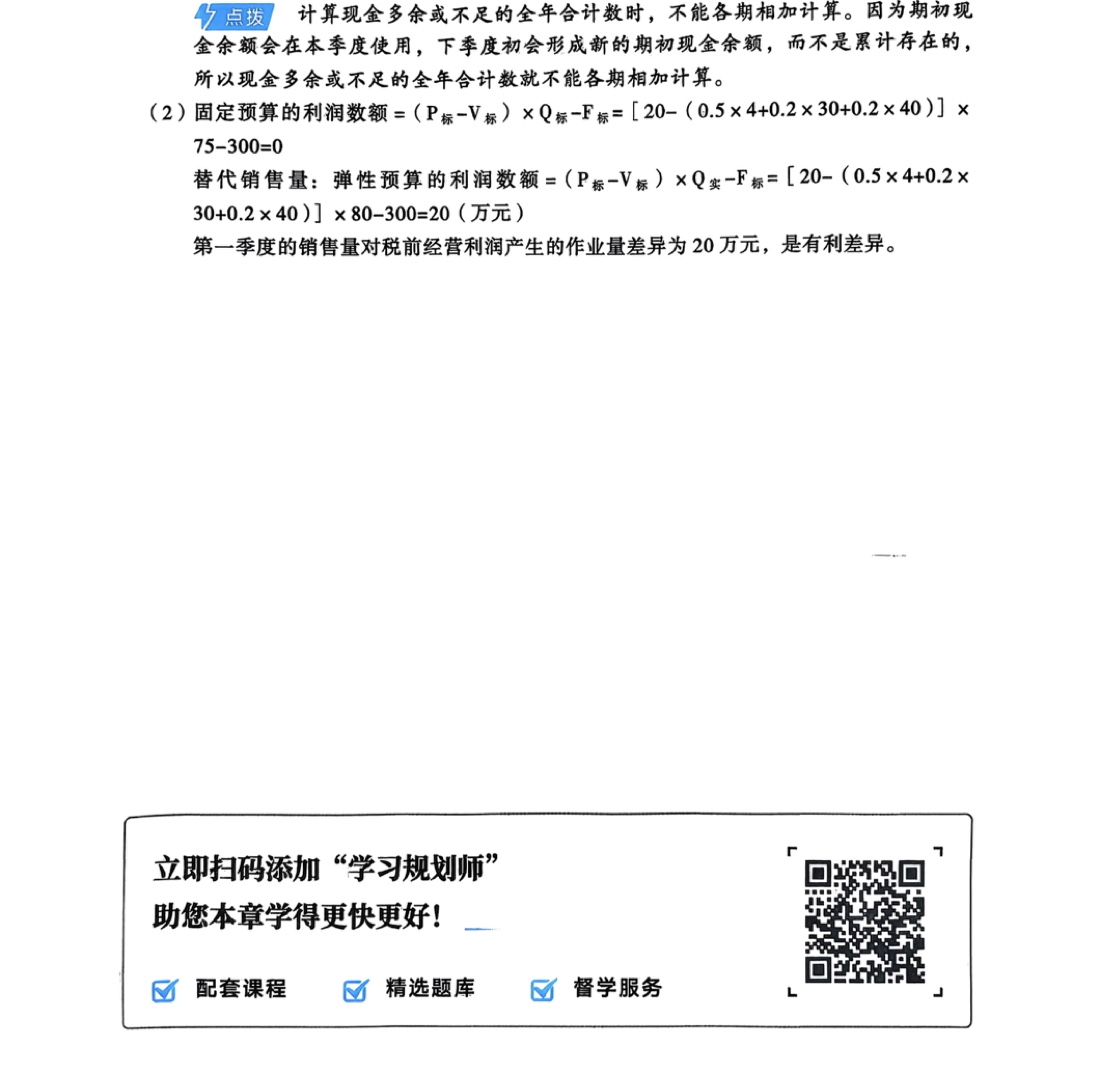 点拨 计算现金多余或不足的全年合计数时，不能各期相加计算。因为期初现
金余额会在本季度使用，下季度初会形成新的期初现金余额，而不是累计存在的，
所以现金多余或不足的全年合计数就不能各期相加计算。
（2）固定预算的利润数额=（P标-V标）×Q标-F标=［20-（0.5×4+0.2×30+0.2×40）］×
75-300=0
替代销售量：弹性预算的利润数额=（P标-V标）×Q实-F标=［20-（0.5×4+0.2×
30+0.2×40）］×80-300=20（万元）
第一季度的销售量对税前经营利润产生的作业量差异为20万元，是有利差异。
立即扫码添加“学习规划师”
助您本章学得更快更好！
配套课程 精选题库 督学服务